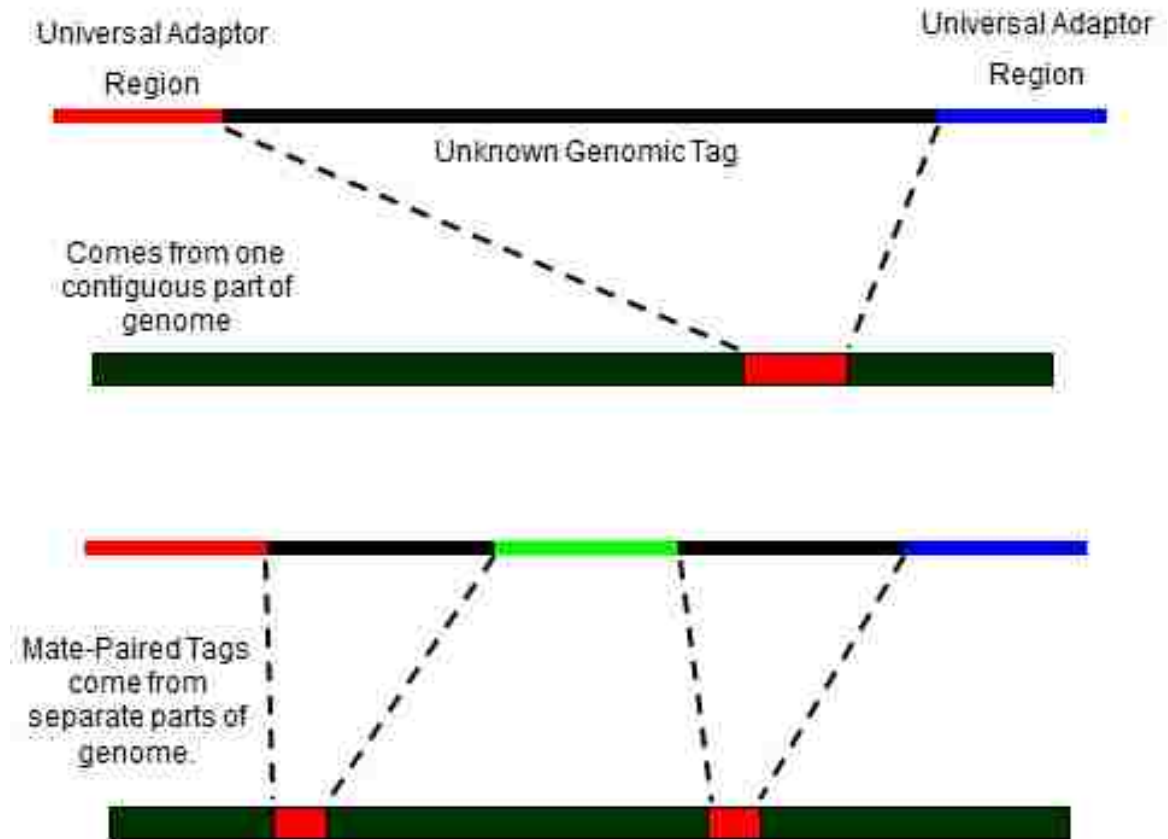 Universal Adaptor
Region
Universal Adaptor
Region
Unknown Genomic Tag
Comes from one
contiguous part of
genome
Mate-Paired Tags
come from
separate parts of
genome.